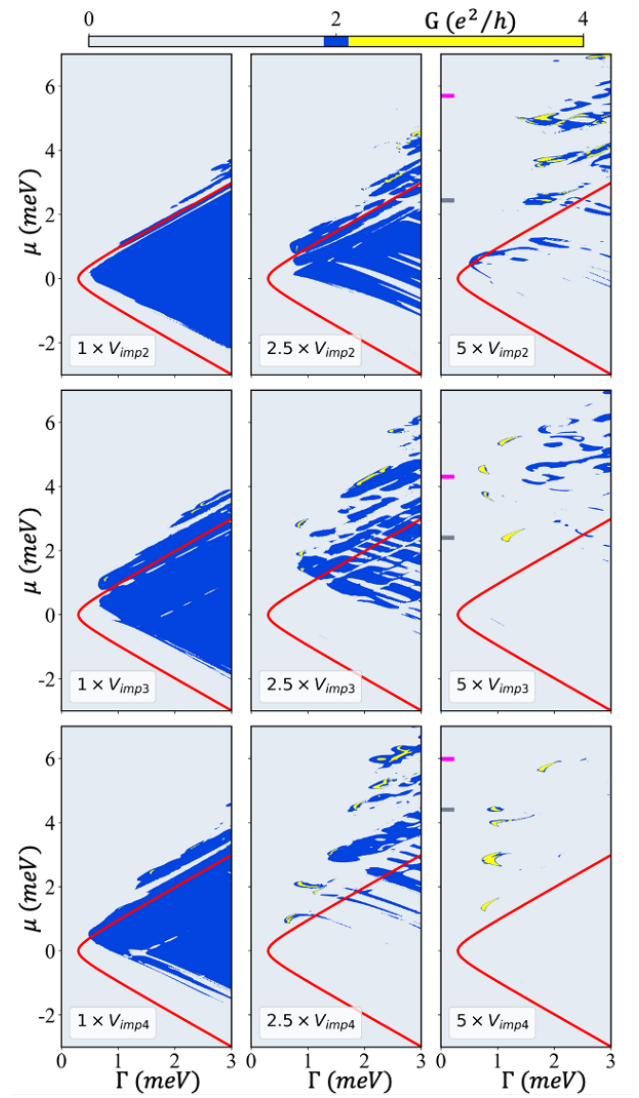 G (e²/h)
0 2 4
6
4
2
0
-2
μ (meV)
1 × V_imp2
2.5 × V_imp2
5 × V_imp2
6
4
2
0
-2
μ (meV)
1 × V_imp3
2.5 × V_imp3
5 × V_imp3
6
4
2
0
-2
μ (meV)
1 × V_imp4
2.5 × V_imp4
5 × V_imp4
0 1 2 3 0 1 2 3 0 1 2 3
Γ (meV) Γ (meV) Γ (meV)